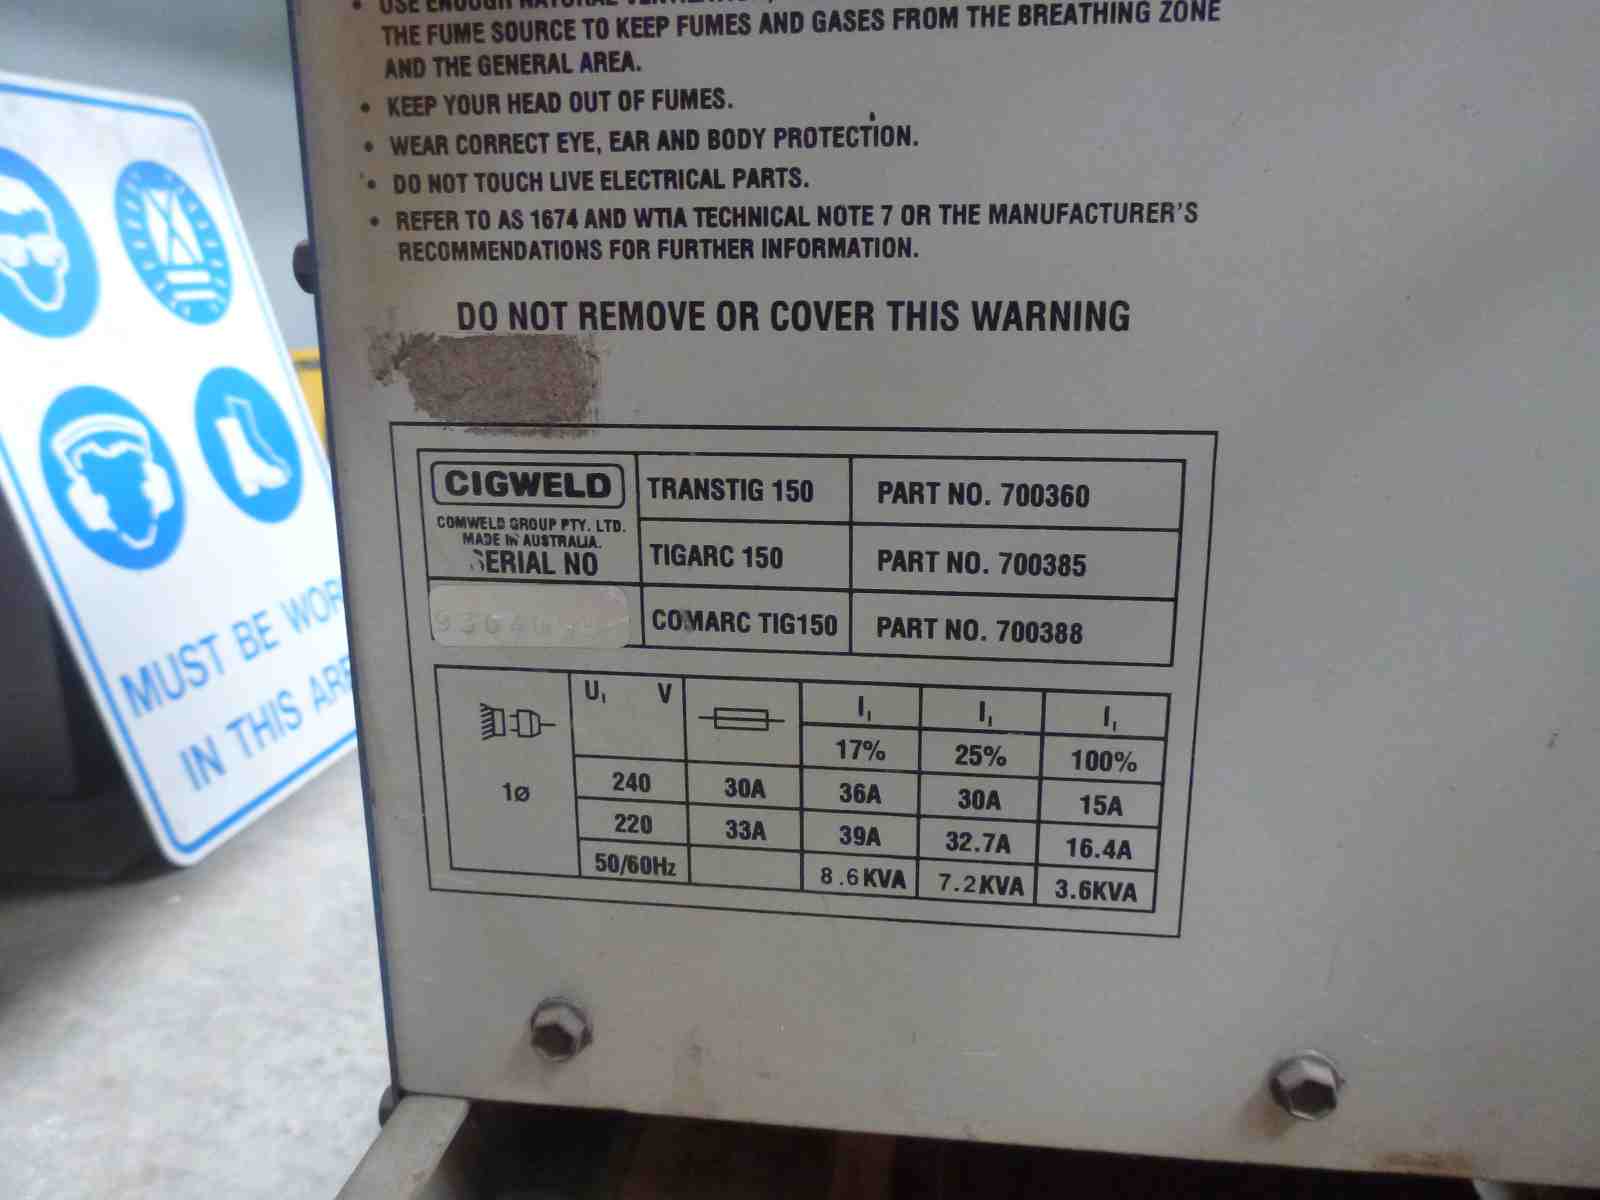 • USE ENOUGH NATURAL
THE FUME SOURCE TO KEEP FUMES AND GASES FROM THE BREATHING ZONE
AND THE GENERAL AREA.
• KEEP YOUR HEAD OUT OF FUMES.
• WEAR CORRECT EYE, EAR AND BODY PROTECTION.
• DO NOT TOUCH LIVE ELECTRICAL PARTS.
• REFER TO AS 1674 AND WTIA TECHNICAL NOTE 7 OR THE MANUFACTURER'S
RECOMMENDATIONS FOR FURTHER INFORMATION.
DO NOT REMOVE OR COVER THIS WARNING
CIGWELD
COMWELD GROUP PTY. LTD.
MADE IN AUSTRALIA.
SERIAL NO
TRANSTIG 150 PART NO. 700360
TIGARC 150 PART NO. 700385
COMARC TIG150 PART NO. 700388
U₁ V I₁ I₁ I₁
17% 25% 100%
1ø
240 30A 36A 30A 15A
220 33A 39A 32.7A 16.4A
50/60Hz 8.6KVA 7.2KVA 3.6KVA
MUST BE
IN THIS